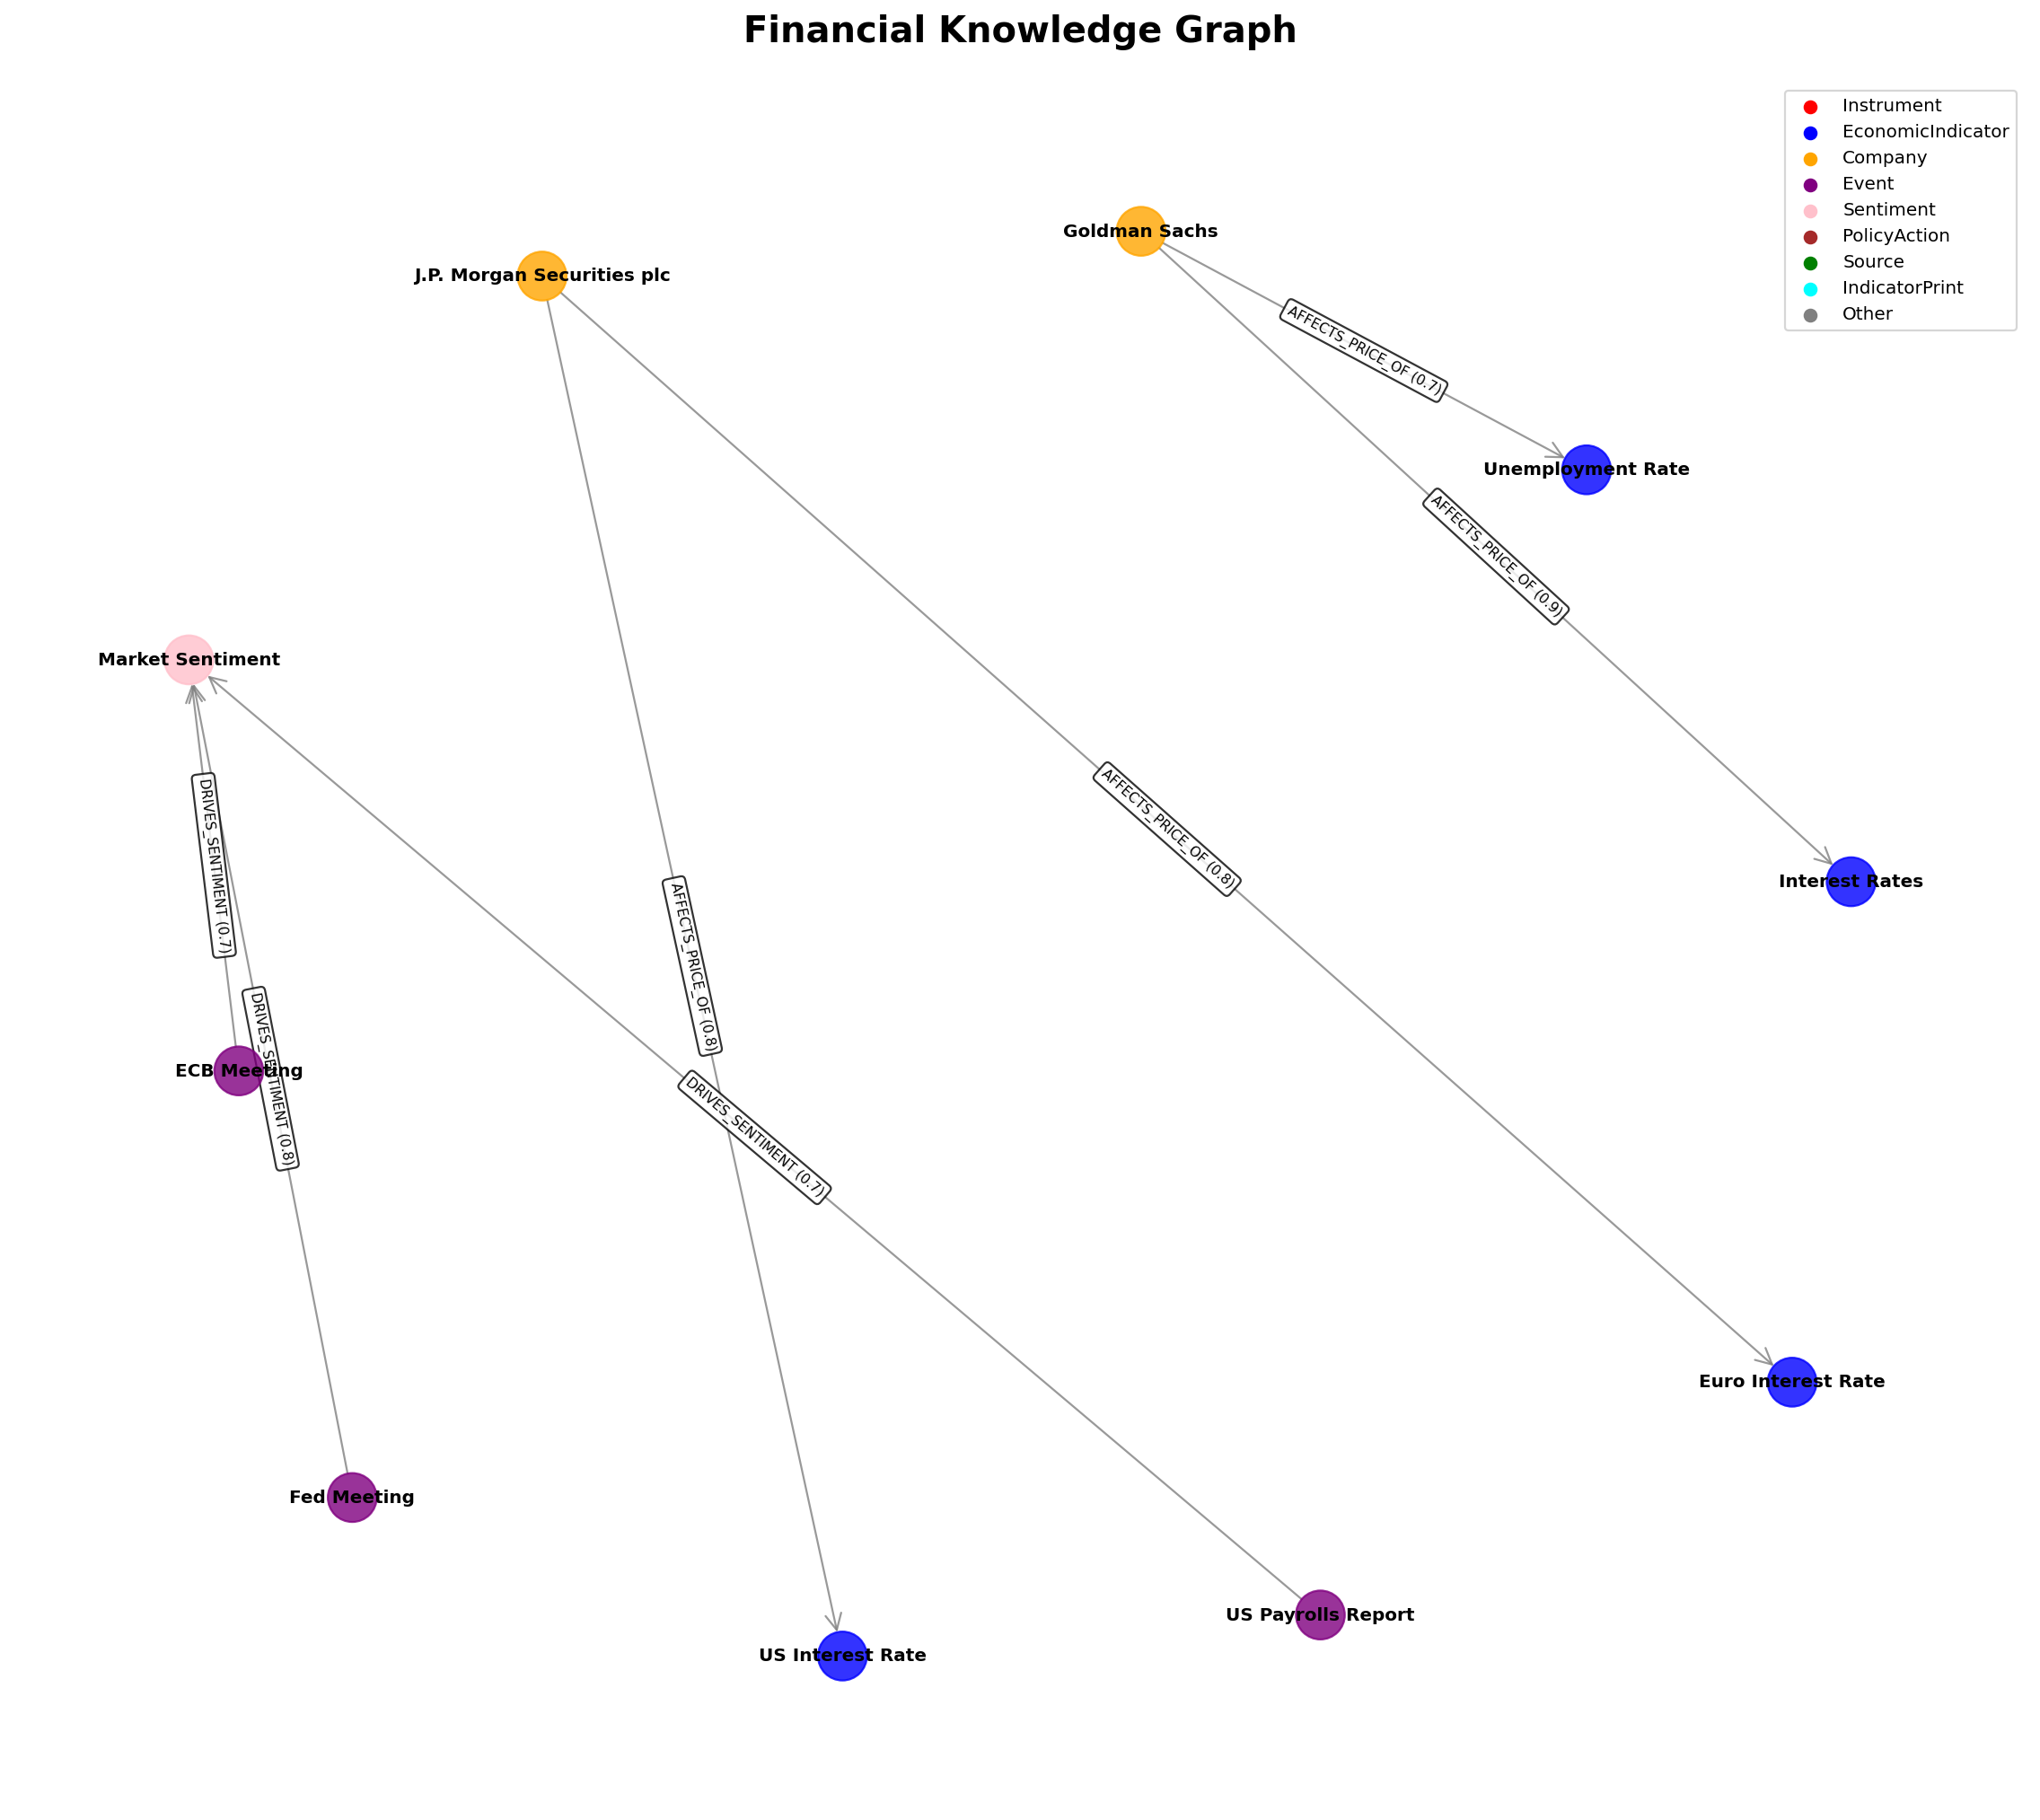 Financial Knowledge Graph
Instrument
EconomicIndicator
Company
Event
Sentiment
PolicyAction
Source
IndicatorPrint
Other
Goldman Sachs
J.P. Morgan Securities plc
AFFECTS_PRICE_OF (0.7)
Unemployment Rate
AFFECTS_PRICE_OF (0.9)
Market Sentiment
AFFECTS_PRICE_OF (0.8)
DRIVES_SENTIMENT (0.7)
Interest Rates
AFFECTS_PRICE_OF (0.8)
ECB Meeting
DRIVES_SENTIMENT (0.8)
DRIVES_SENTIMENT (0.7)
Euro Interest Rate
Fed Meeting
US Payrolls Report
US Interest Rate